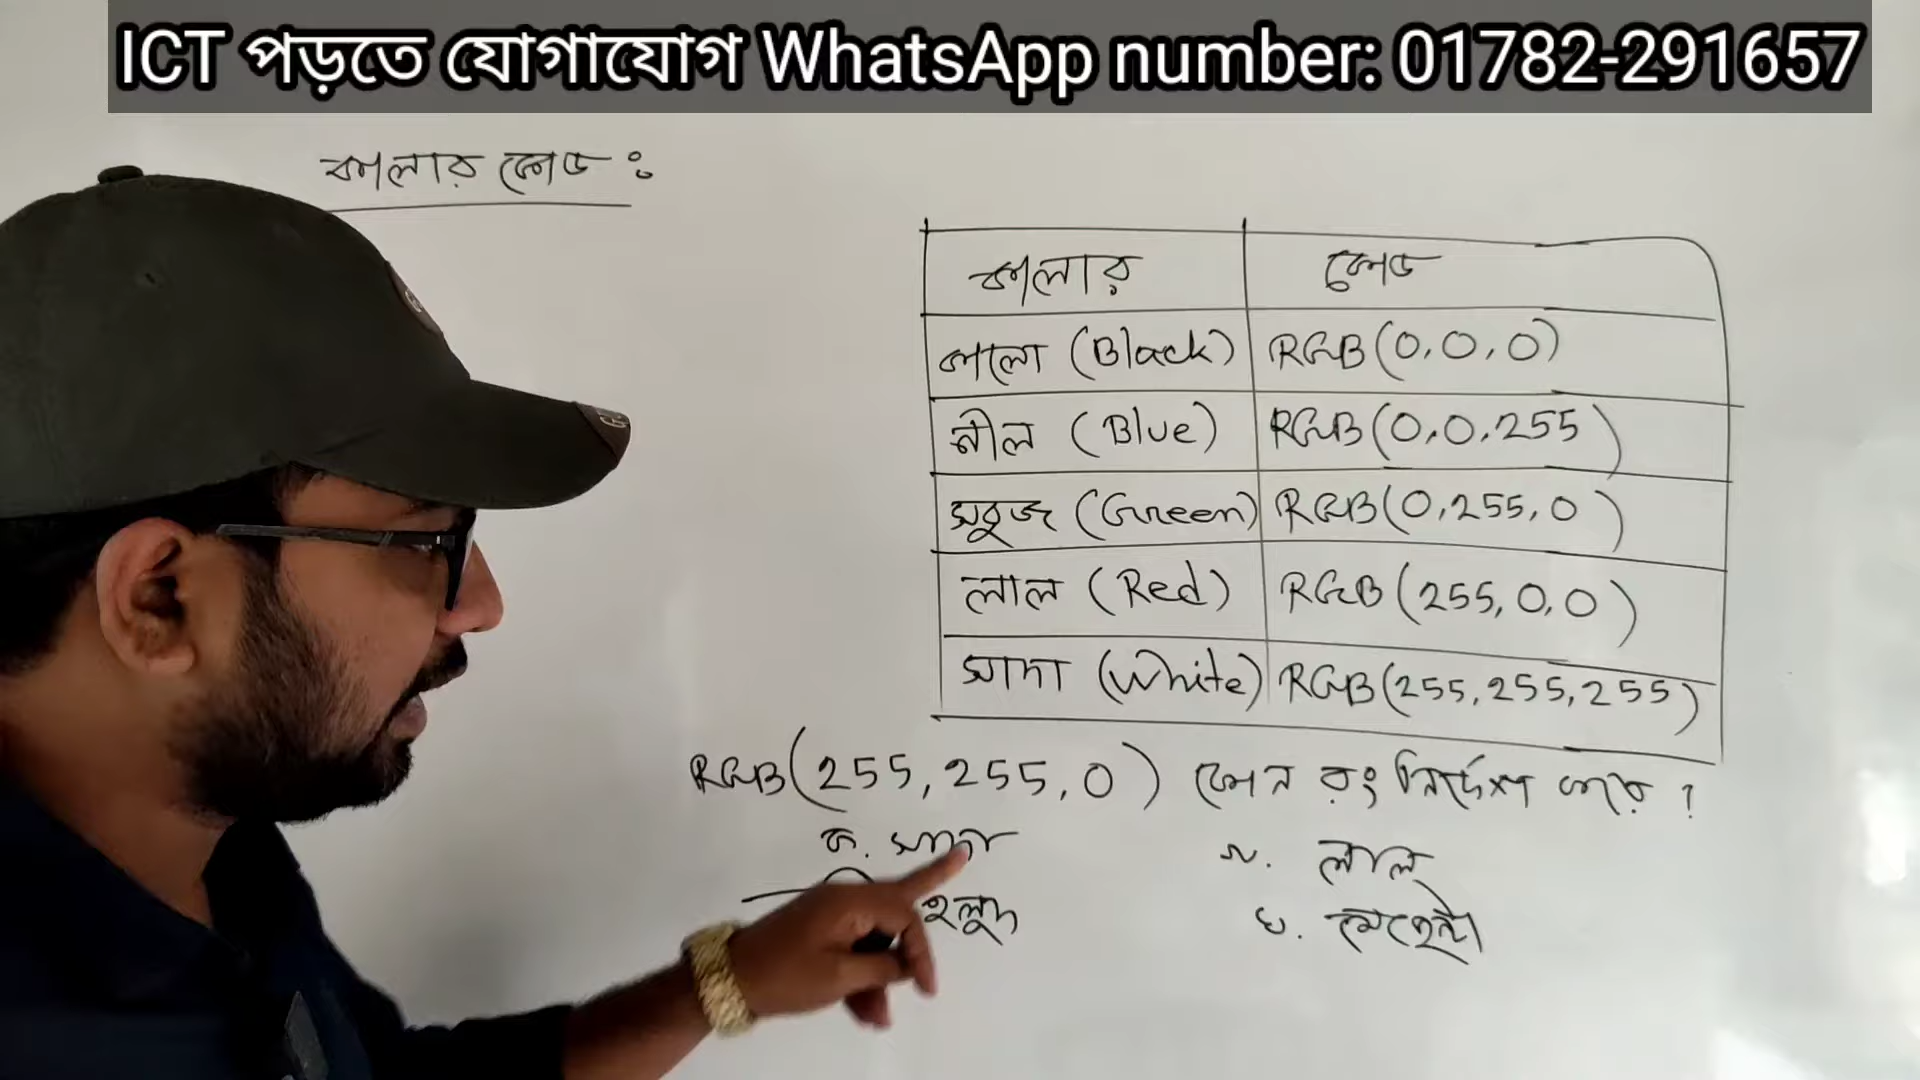 ICT পড়তে যোগাযোগ WhatsApp number: 01782-291657
কালার কোড :
কালার কোড
কালো (Black) RGB(0,0,0)
নীল (Blue) RGB(0,0,255)
সবুজ (Green) RGB(0,255,0)
লাল (Red) RGB(255,0,0)
সাদা (White) RGB(255,255,255)
RGB(255,255,0) কোন রং নির্দেশ করে ?
ক. সাদা খ. লাল
হলুদ ঘ. মেজেন্টা